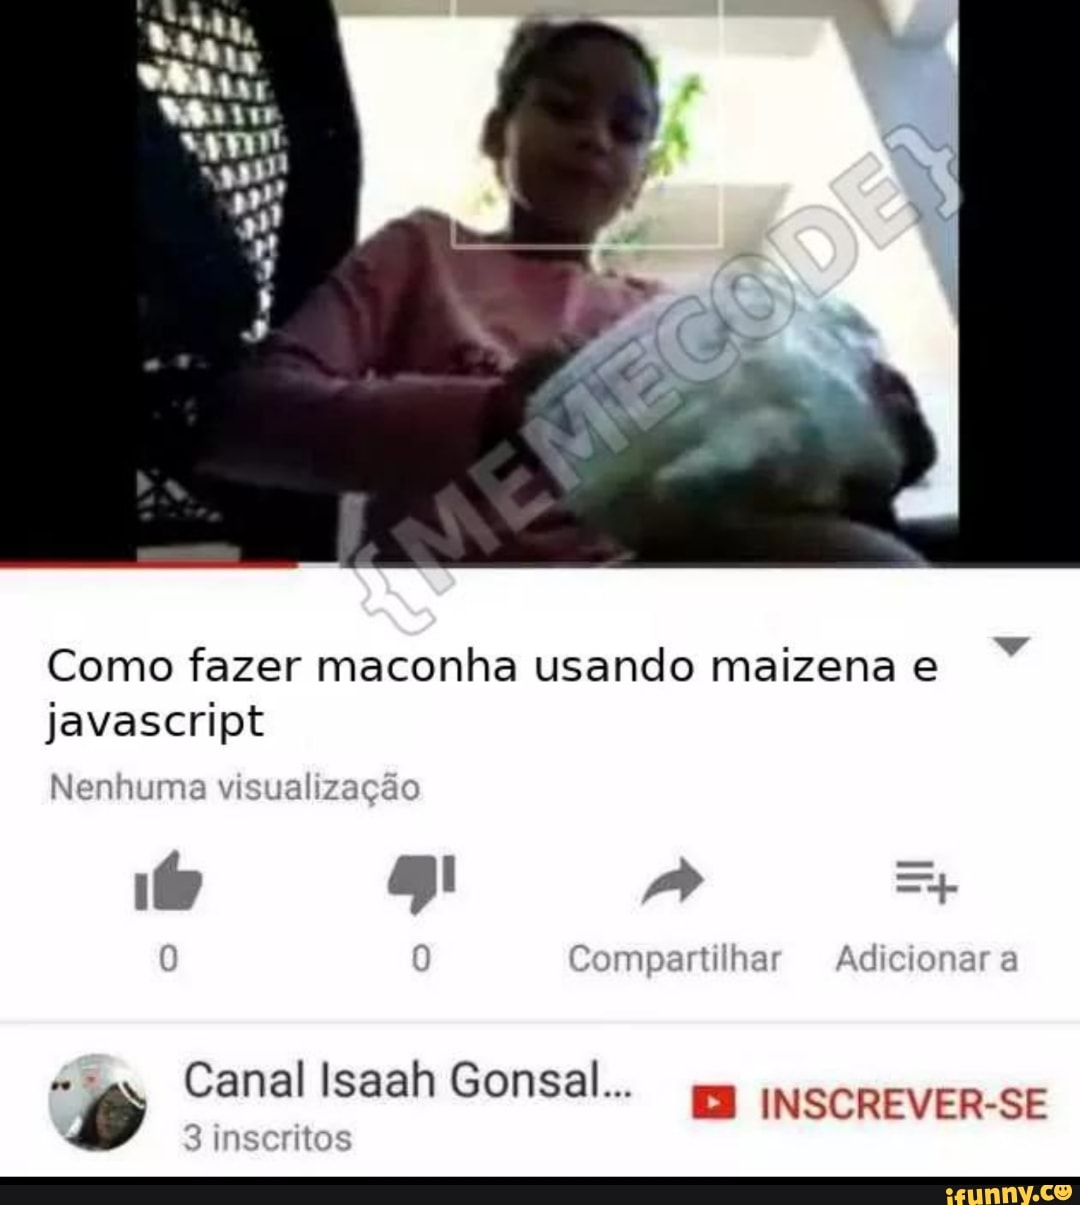 {MEMECODE}
Como fazer maconha usando maizena e
javascript
Nenhuma visualização
0
0
Compartilhar
Adicionar a
Canal Isaah Gonsal...
INSCREVER-SE
3 inscritos
ifunny.co